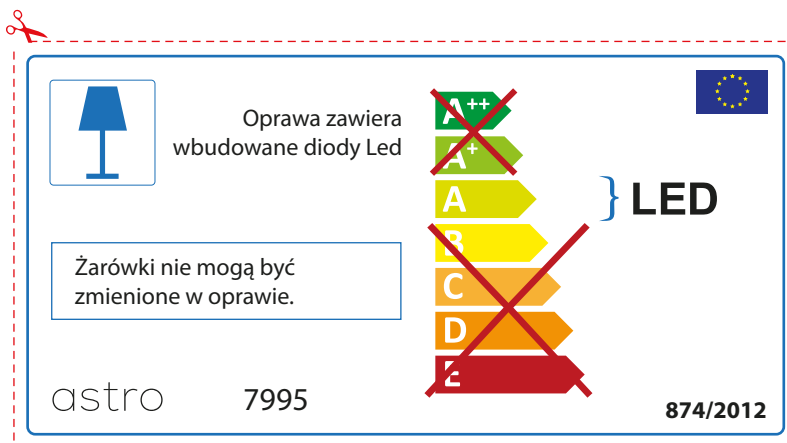 Oprawa zawiera
wbudowane diody Led
A++
A+
A
B
C
D
E
LED
Żarówki nie mogą być
zmienione w oprawie.
astro
7995
874/2012